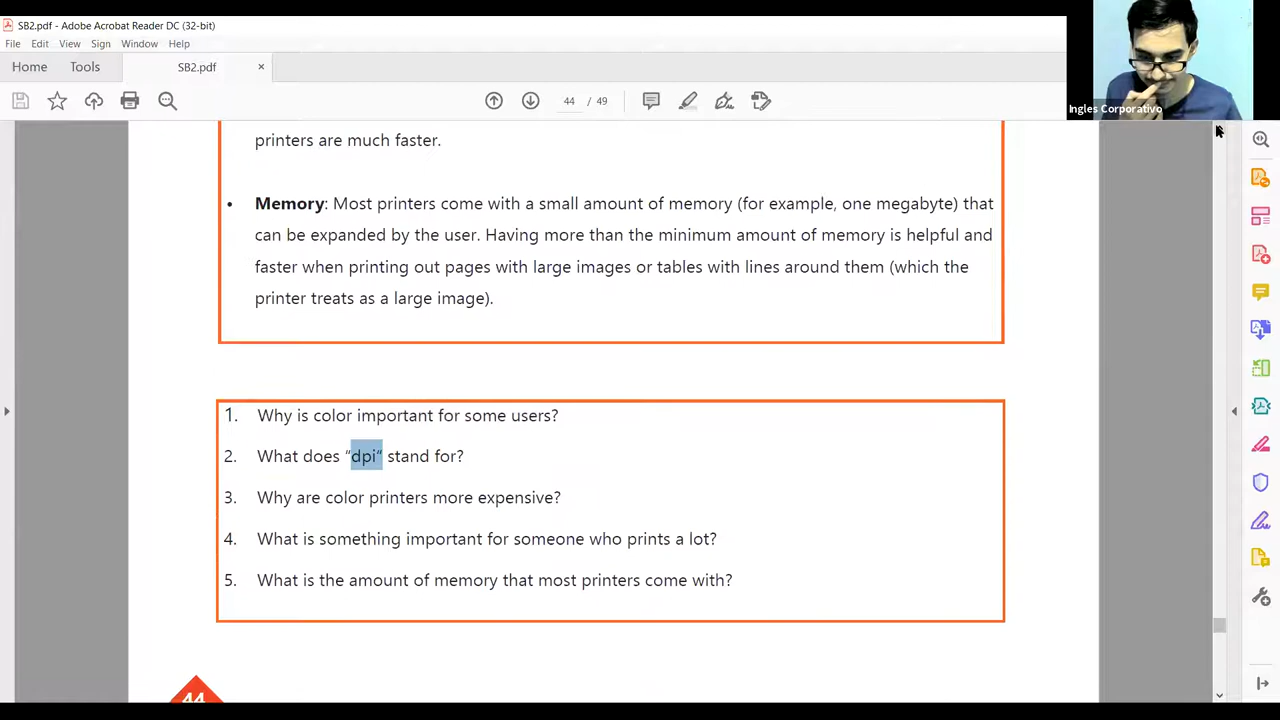 SB2.pdf - Adobe Acrobat Reader DC (32-bit)
File Edit View Sign Window Help
Home Tools SB2.pdf ×
44 / 49
Ingles Corporativo
printers are much faster.
• Memory: Most printers come with a small amount of memory (for example, one megabyte) that
can be expanded by the user. Having more than the minimum amount of memory is helpful and
faster when printing out pages with large images or tables with lines around them (which the
printer treats as a large image).
1. Why is color important for some users?
2. What does “dpi” stand for?
3. Why are color printers more expensive?
4. What is something important for someone who prints a lot?
5. What is the amount of memory that most printers come with?
44